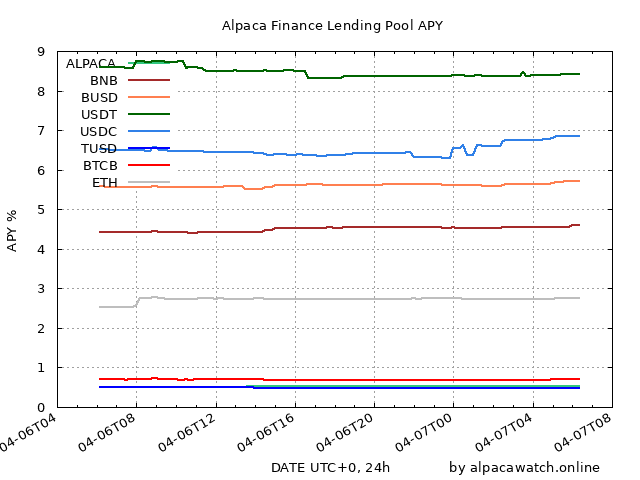 Alpaca Finance Lending Pool APY
9
8
7
6
5
4
3
2
1
0
APY %
ALPACA
BNB
BUSD
USDT
USDC
TUSD
BTCB
ETH
04-06T04
04-06T08
04-06T12
04-06T16
04-06T20
04-07T00
04-07T04
04-07T08
DATE UTC+0, 24h
by alpacawatch.online